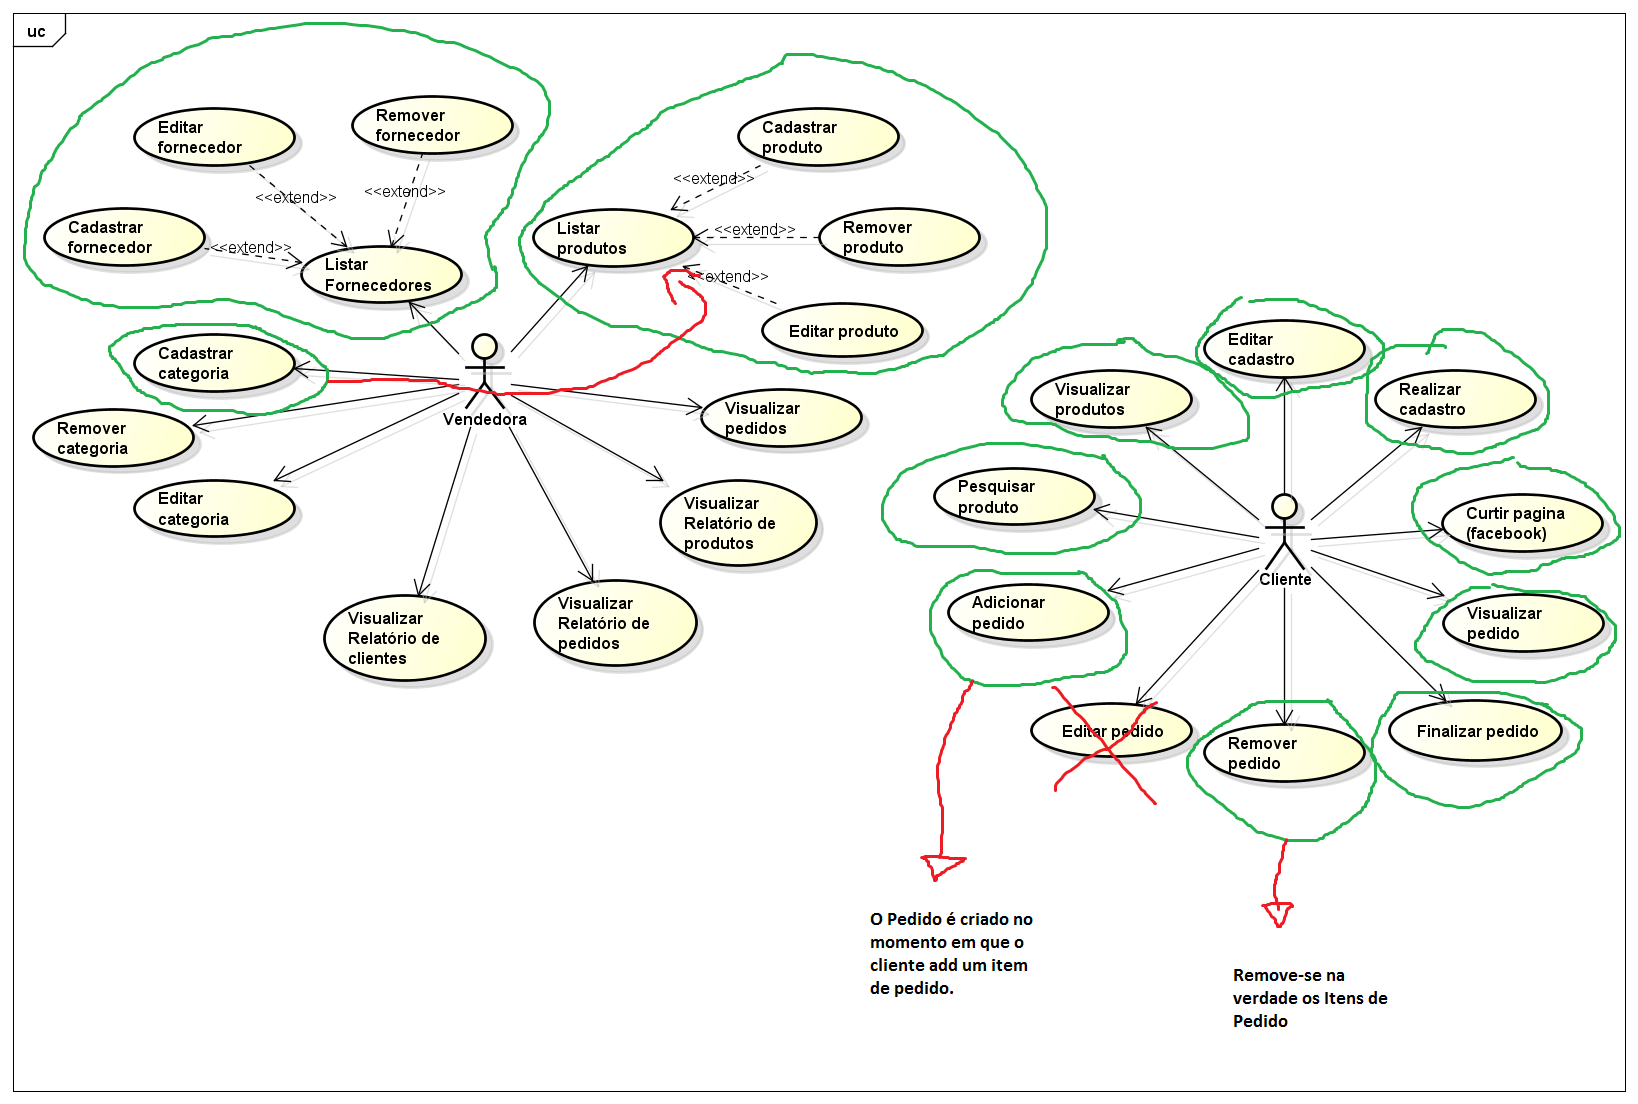 uc
Editar
fornecedor
Remover
fornecedor
<<extend>>
<<extend>>
Cadastrar
fornecedor
<<extend>>
Listar
Fornecedores
Cadastrar
produto
<<extend>>
Listar
produtos
<<extend>>
Remover
produto
<<extend>>
Editar produto
Cadastrar
categoria
Vendedora
Remover
categoria
Editar
categoria
Visualizar
pedidos
Visualizar
Relatório de
produtos
Visualizar
Relatório de
clientes
Visualizar
Relatório de
pedidos
Editar
cadastro
Visualizar
produtos
Realizar
cadastro
Pesquisar
produto
Curtir pagina
(facebook)
Cliente
Adicionar
pedido
Visualizar
pedido
Editar pedido
Remover
pedido
Finalizar pedido
O Pedido é criado no
momento em que o
cliente add um item
de pedido.
Remove-se na
verdade os Itens de
Pedido